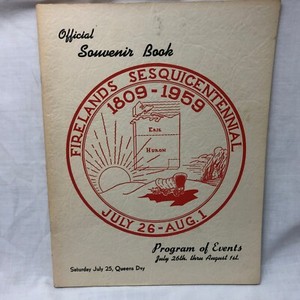 Official
Souvenir Book
FIRELANDS SESQUICENTENNIAL
1809-1959
ERIE
HURON
JULY 26-AUG. 1
Program of Events
July 26th. thru August 1st.
Saturday July 25, Queens Day